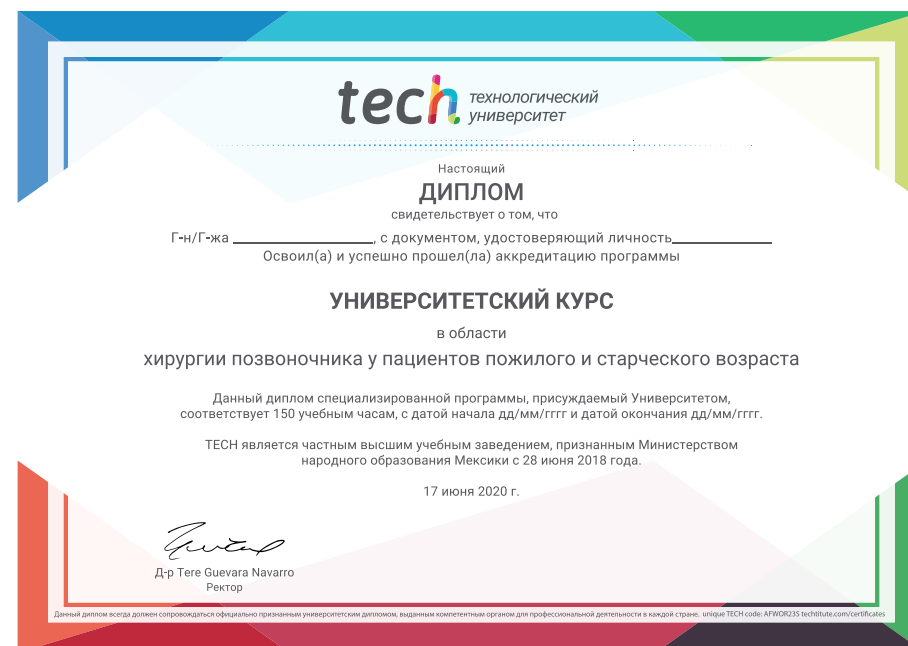 tech технологический
университет
Настоящий
ДИПЛОМ
свидетельствует о том, что
Г-н/Г-жа ____________________, с документом, удостоверяющий личность______________
Освоил(а) и успешно прошел(ла) аккредитацию программы
УНИВЕРСИТЕТСКИЙ КУРС
в области
хирургии позвоночника у пациентов пожилого и старческого возраста
Данный диплом специализированной программы, присуждаемый Университетом,
соответствует 150 учебным часам, с датой начала дд/мм/гггг и датой окончания дд/мм/гггг.
TECH является частным высшим учебным заведением, признанным Министерством
народного образования Мексики с 28 июня 2018 года.
17 июня 2020 г.
Д-р Tere Guevara Navarro
Ректор
Данный диплом всегда должен сопровождаться официально признанным университетским дипломом, выданным компетентным органом для профессиональной деятельности в каждой стране. unique TECH code: AFWOR23S techtitute.com/certificates